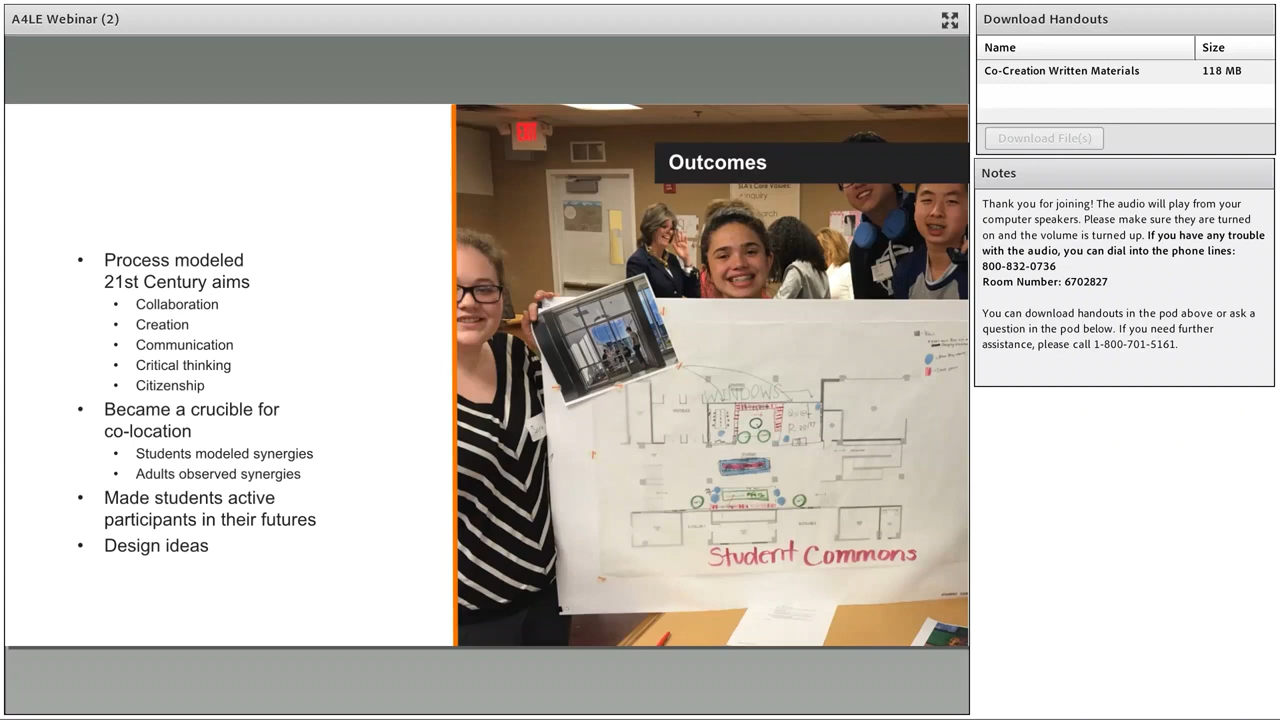 A4LE Webinar (2)
Outcomes
SLA's Core Values:
• Process modeled
21st Century aims
• Collaboration
• Creation
• Communication
• Critical thinking
• Citizenship
• Became a crucible for
co-location
• Students modeled synergies
• Adults observed synergies
• Made students active
participants in their futures
• Design ideas
WINDOWS
Student Commons
Download Handouts
Name Size
Co-Creation Written Materials 118 MB
Download File(s)
Notes
Thank you for joining! The audio will play from your
computer speakers. Please make sure they are turned
on and the volume is turned up. If you have any trouble
with the audio, you can dial into the phone lines:
800-832-0736
Room Number: 6702827
You can download handouts in the pod above or ask a
question in the pod below. If you need further
assistance, please call 1-800-701-5161.